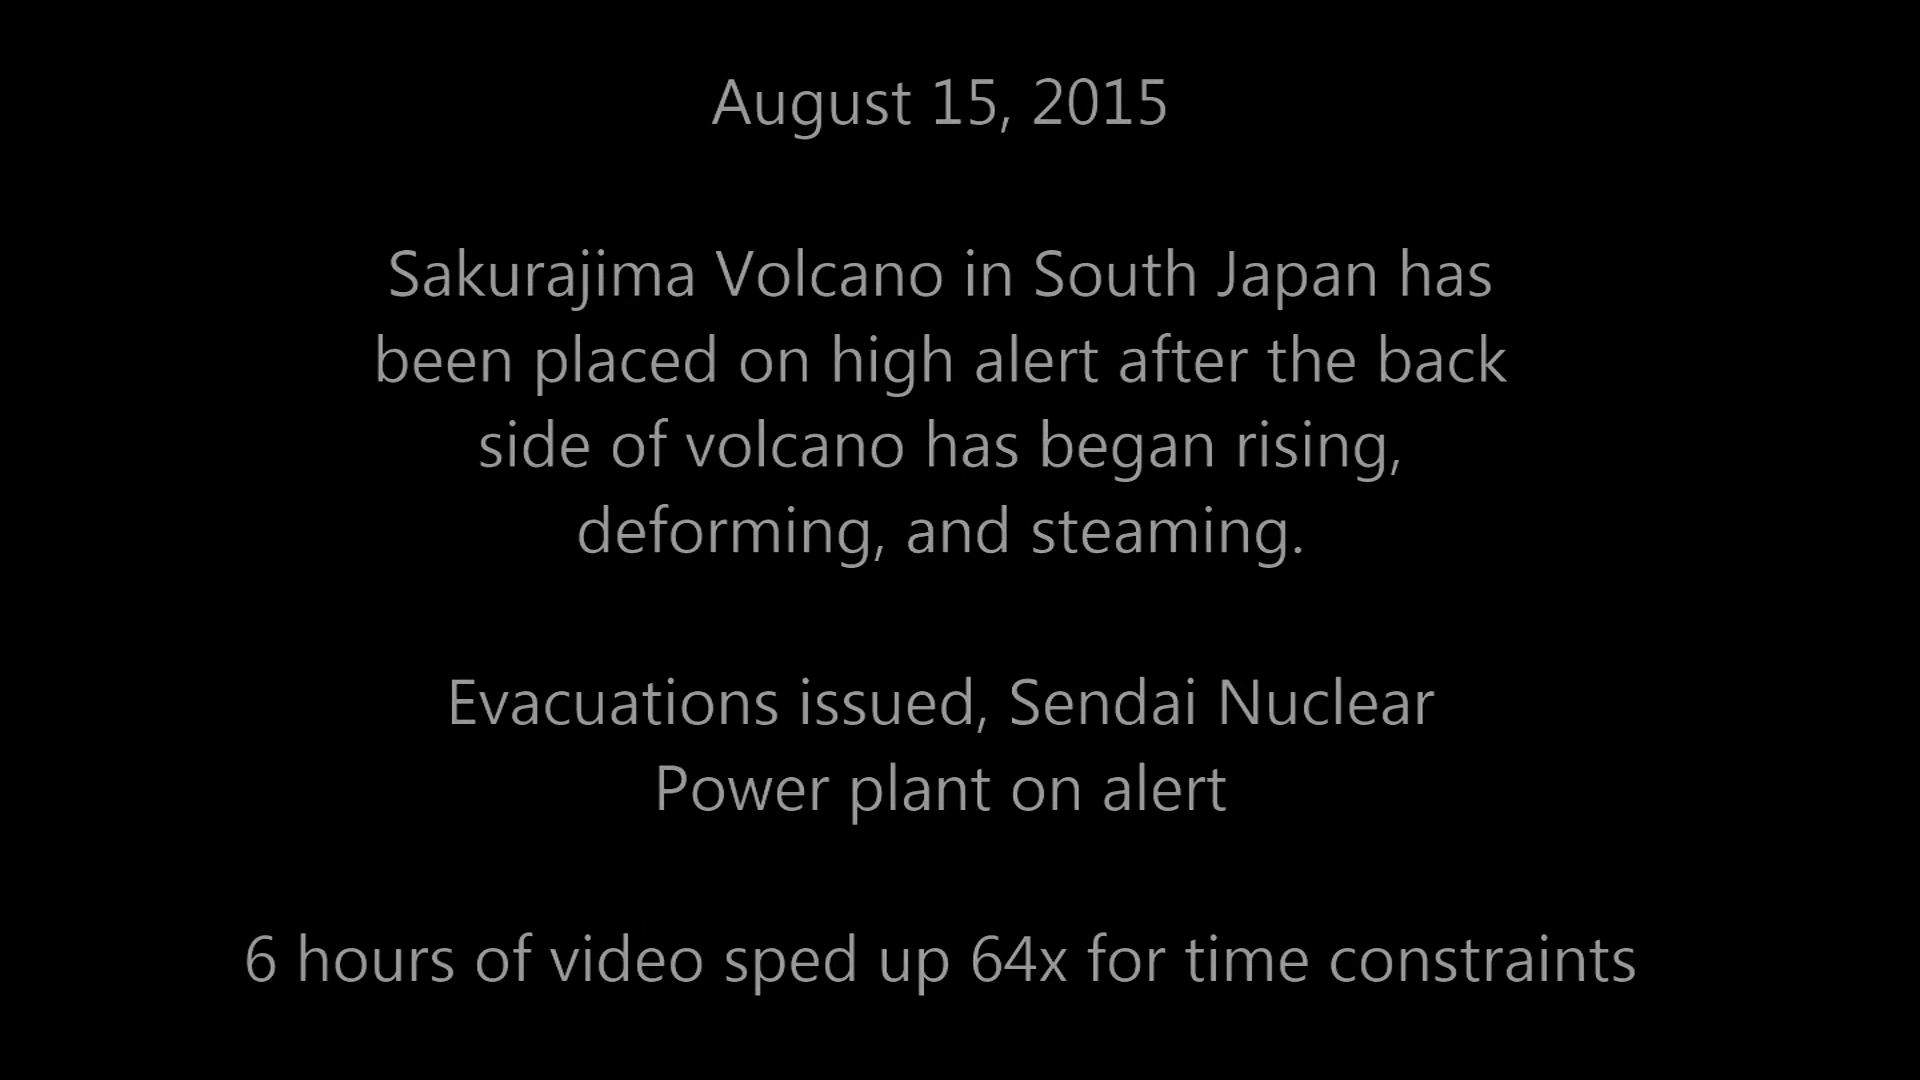 August 15, 2015
Sakurajima Volcano in South Japan has
been placed on high alert after the back
side of volcano has began rising,
deforming, and steaming.
Evacuations issued, Sendai Nuclear
Power plant on alert
6 hours of video sped up 64x for time constraints